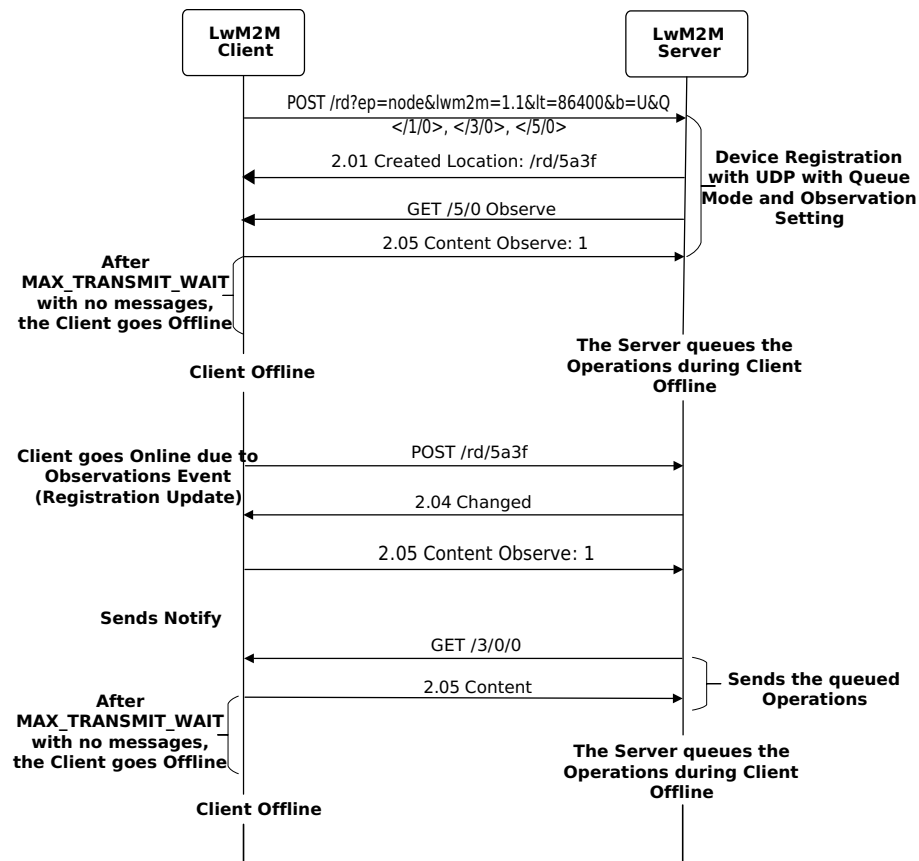 LwM2M
Client
LwM2M
Server
POST /rd?ep=node&lwm2m=1.1&lt=86400&b=U&Q
</1/0>, </3/0>, </5/0>
2.01 Created Location: /rd/5a3f
Device Registration
with UDP with Queue
Mode and Observation
Setting
GET /5/0 Observe
2.05 Content Observe: 1
After
MAX_TRANSMIT_WAIT
with no messages,
the Client goes Offline
Client Offline
The Server queues the
Operations during Client
Offline
Client goes Online due to
Observations Event
(Registration Update)
POST /rd/5a3f
2.04 Changed
2.05 Content Observe: 1
Sends Notify
GET /3/0/0
2.05 Content
Sends the queued
Operations
After
MAX_TRANSMIT_WAIT
with no messages,
the Client goes Offline
The Server queues the
Operations during Client
Offline
Client Offline